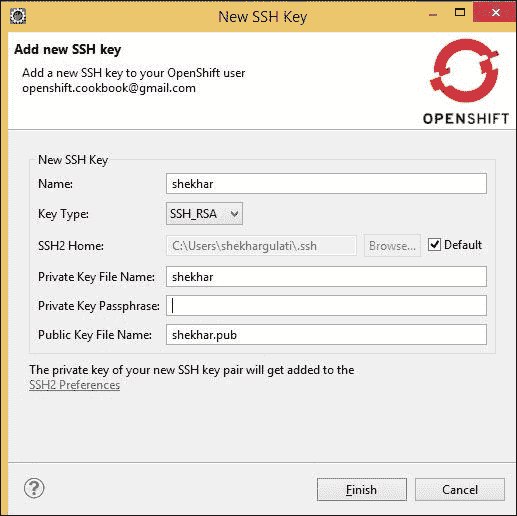 New SSH Key
Add new SSH key
Add a new SSH key to your OpenShift user
openshift.cookbook@gmail.com
OPENSHIFT
New SSH Key
Name: shekhar
Key Type: SSH_RSA
SSH2 Home: C:\Users\shekhargulati\.ssh Browse... Default
Private Key File Name: shekhar
Private Key Passphrase:
Public Key File Name: shekhar.pub
The private key of your new SSH key pair will get added to the
SSH2 Preferences
? Finish Cancel